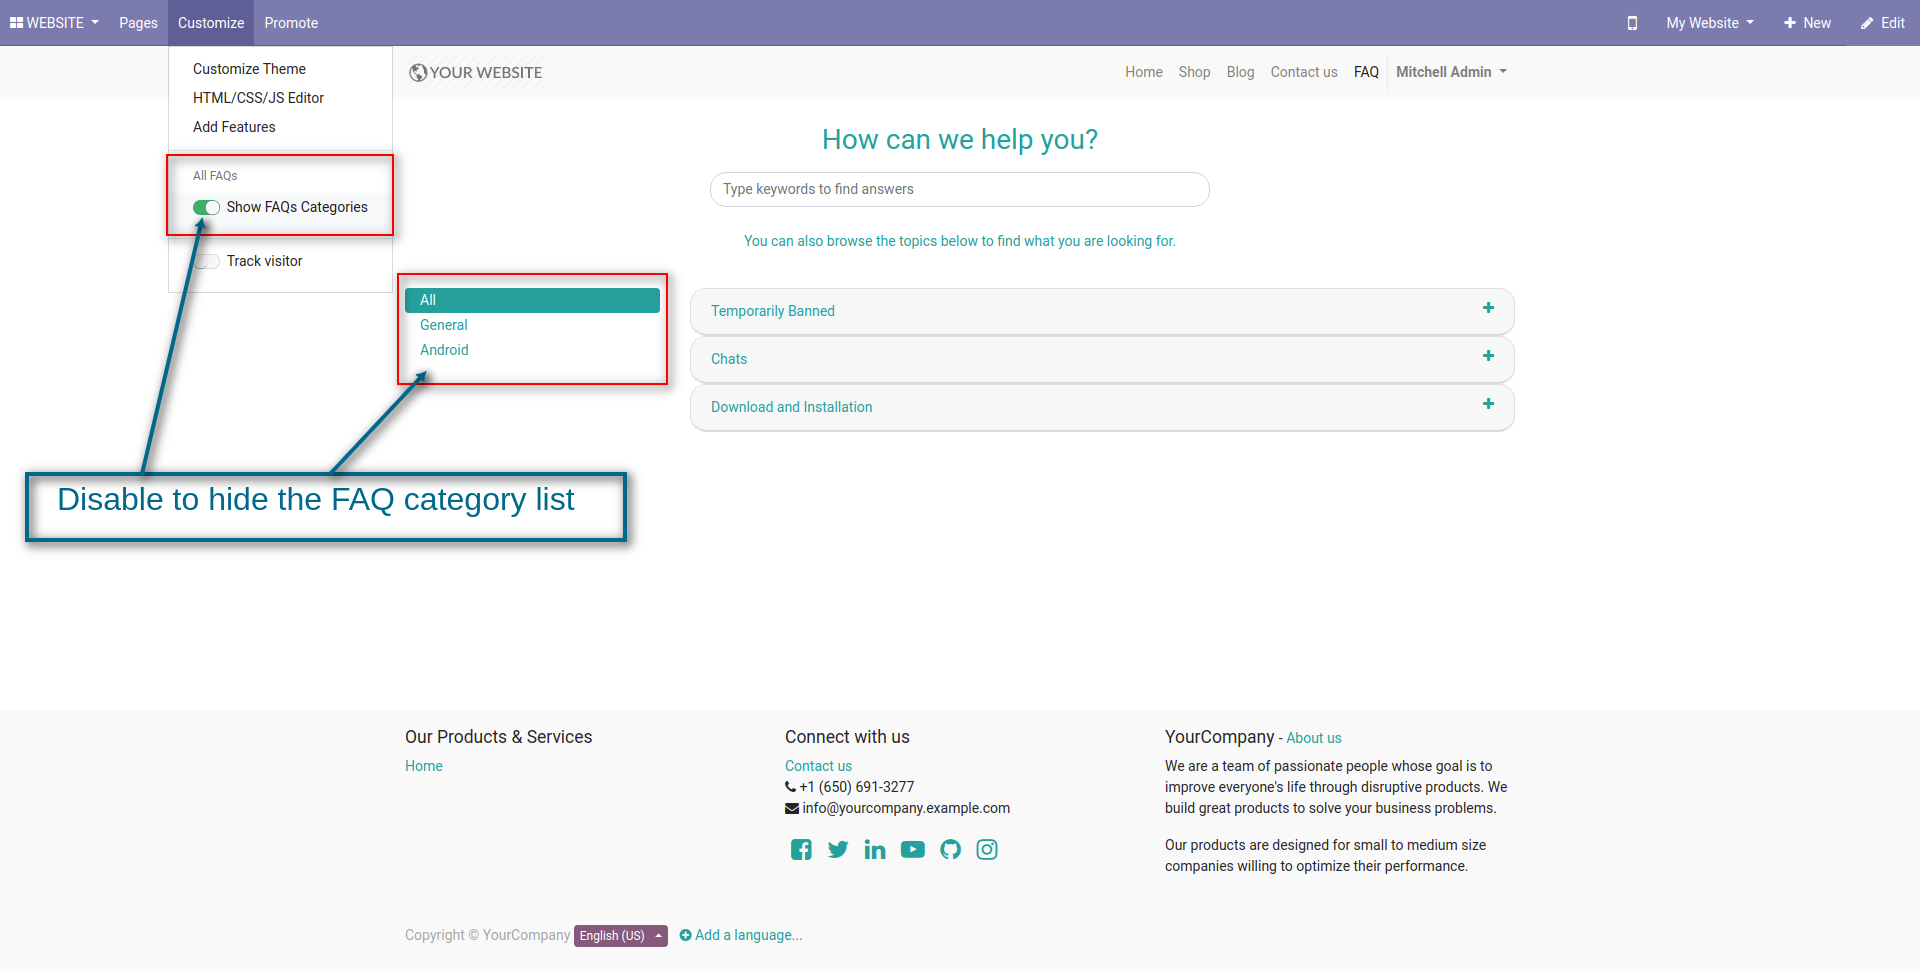 WEBSITE Pages Customize Promote My Website New Edit
Customize Theme
HTML/CSS/JS Editor
Add Features
All FAQs
Show FAQs Categories
Track visitor
YOUR WEBSITE Home Shop Blog Contact us FAQ Mitchell Admin
How can we help you?
Type keywords to find answers
You can also browse the topics below to find what you are looking for.
All
General
Android
Temporarily Banned
Chats
Download and Installation
Disable to hide the FAQ category list
Our Products & Services
Home
Connect with us
Contact us
+1 (650) 691-3277
info@yourcompany.example.com
YourCompany - About us
We are a team of passionate people whose goal is to
improve everyone's life through disruptive products. We
build great products to solve your business problems.
Our products are designed for small to medium size
companies willing to optimize their performance.
Copyright © YourCompany English (US) Add a language...